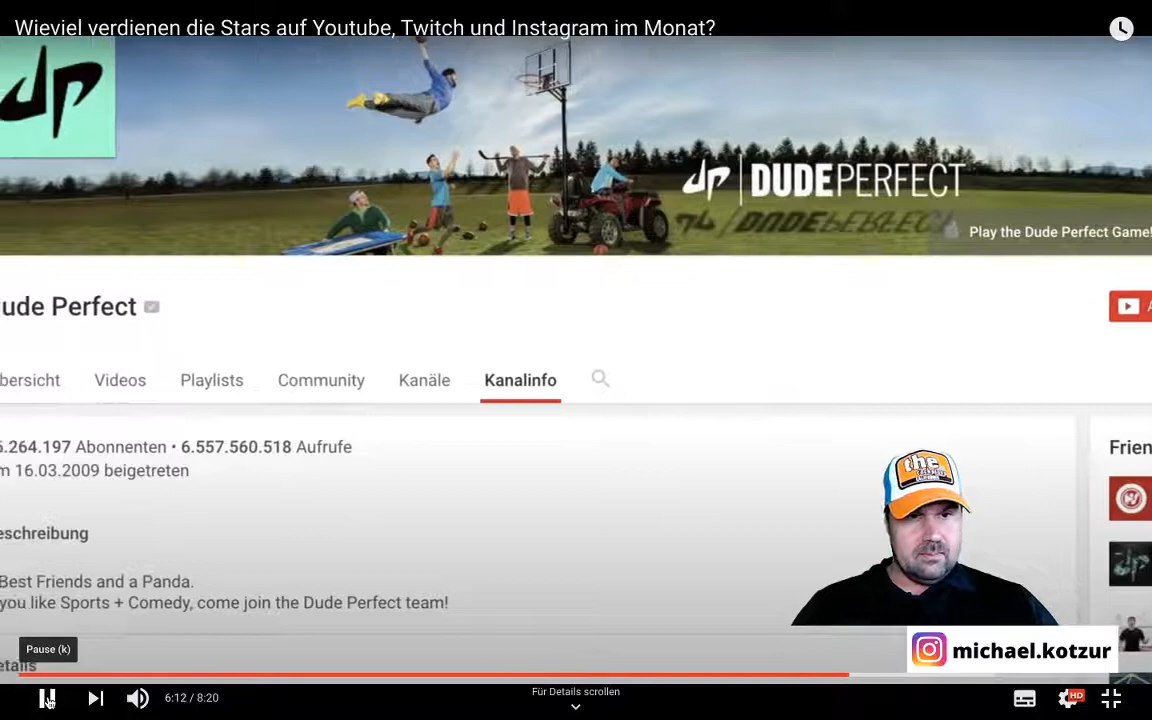 Wieviel verdienen die Stars auf Youtube, Twitch und Instagram im Monat?
dp
dp DUDEPERFECT
Play the Dude Perfect Game!
ude Perfect
bersicht Videos Playlists Community Kanäle Kanalinfo
.264.197 Abonnenten • 6.557.560.518 Aufrufe
m 16.03.2009 beigetreten
Frien
eschreibung
Best Friends and a Panda.
you like Sports + Comedy, come join the Dude Perfect team!
the
Pause (k)
etails
michael.kotzur
6:12 / 8:20
Für Details scrollen
HD